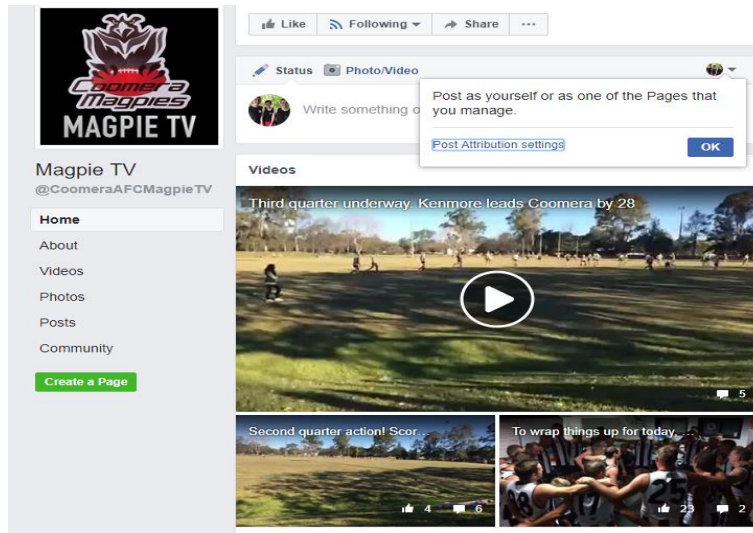 Coomera
Magpies
MAGPIE TV
Magpie TV
@CoomeraAFCMagpieTV
Home
About
Videos
Photos
Posts
Community
Create a Page
Like Following Share ...
Status Photo/Video
Write something o
Post as yourself or as one of the Pages that
you manage.
Post Attribution settings
OK
Videos
Third quarter underway. Kenmore leads Coomera by 28
5
Second quarter action! Scor...
4 6
To wrap things up for today,...
25
23 2